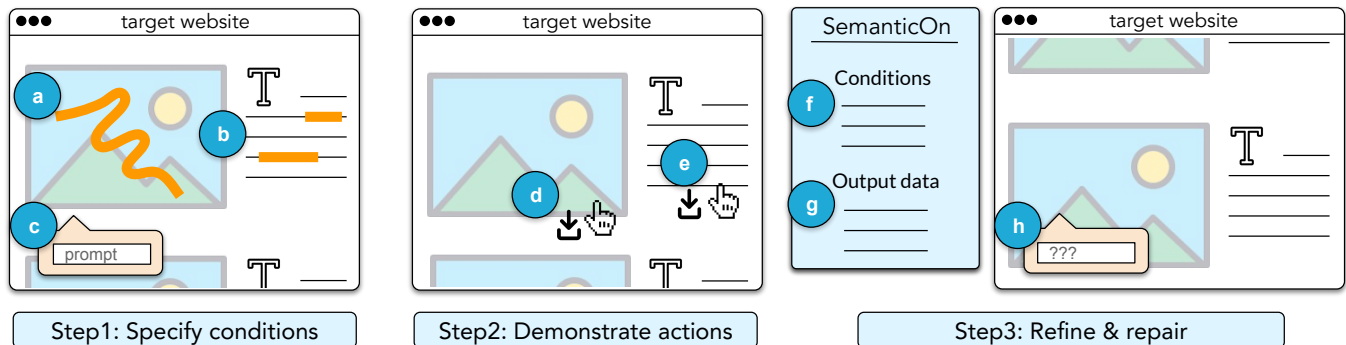 target website
a
b
T
c
prompt
T
Step1: Specify conditions
target website
T
d
e
T
Step2: Demonstrate actions
SemanticOn
Conditions
f
Output data
g
target website
T
h
???
Step3: Refine & repair